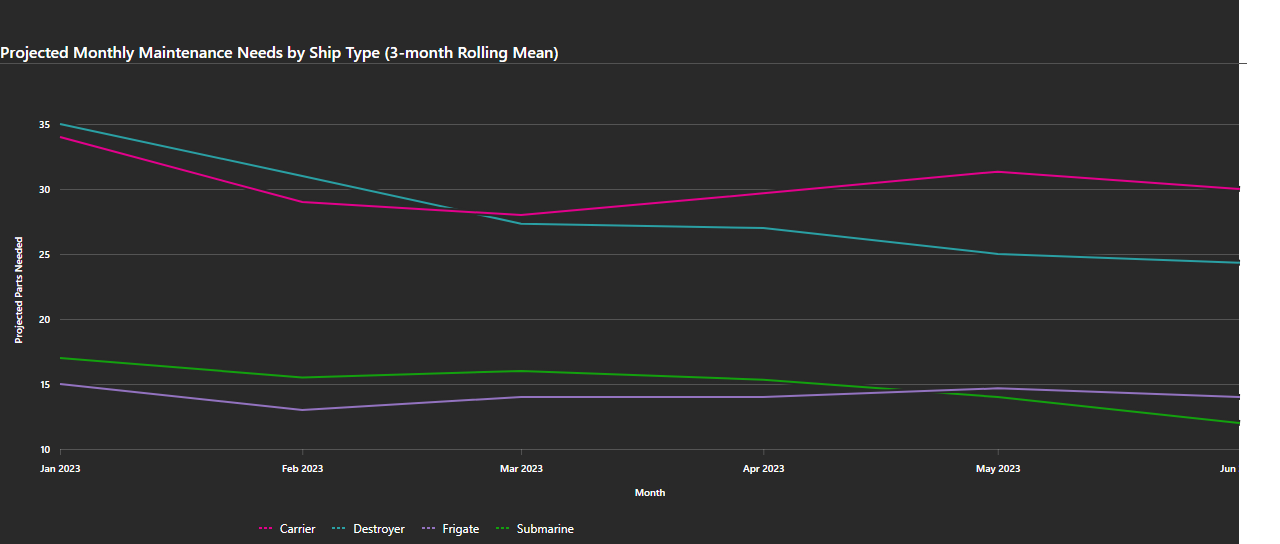 Projected Monthly Maintenance Needs by Ship Type (3-month Rolling Mean)
Projected Parts Needed
35
30
25
20
15
10
Jan 2023 Feb 2023 Mar 2023 Apr 2023 May 2023 Jun
Month
Carrier Destroyer Frigate Submarine